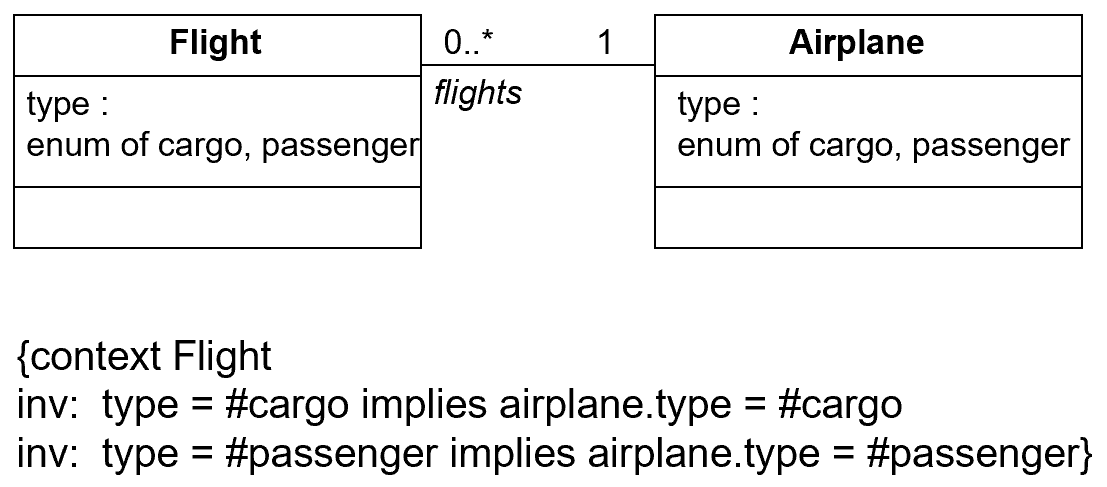 Flight
0..*
1
Airplane
flights
type :
enum of cargo, passenger
type :
enum of cargo, passenger
{context Flight
inv:  type = #cargo implies airplane.type = #cargo
inv:  type = #passenger implies airplane.type = #passenger}